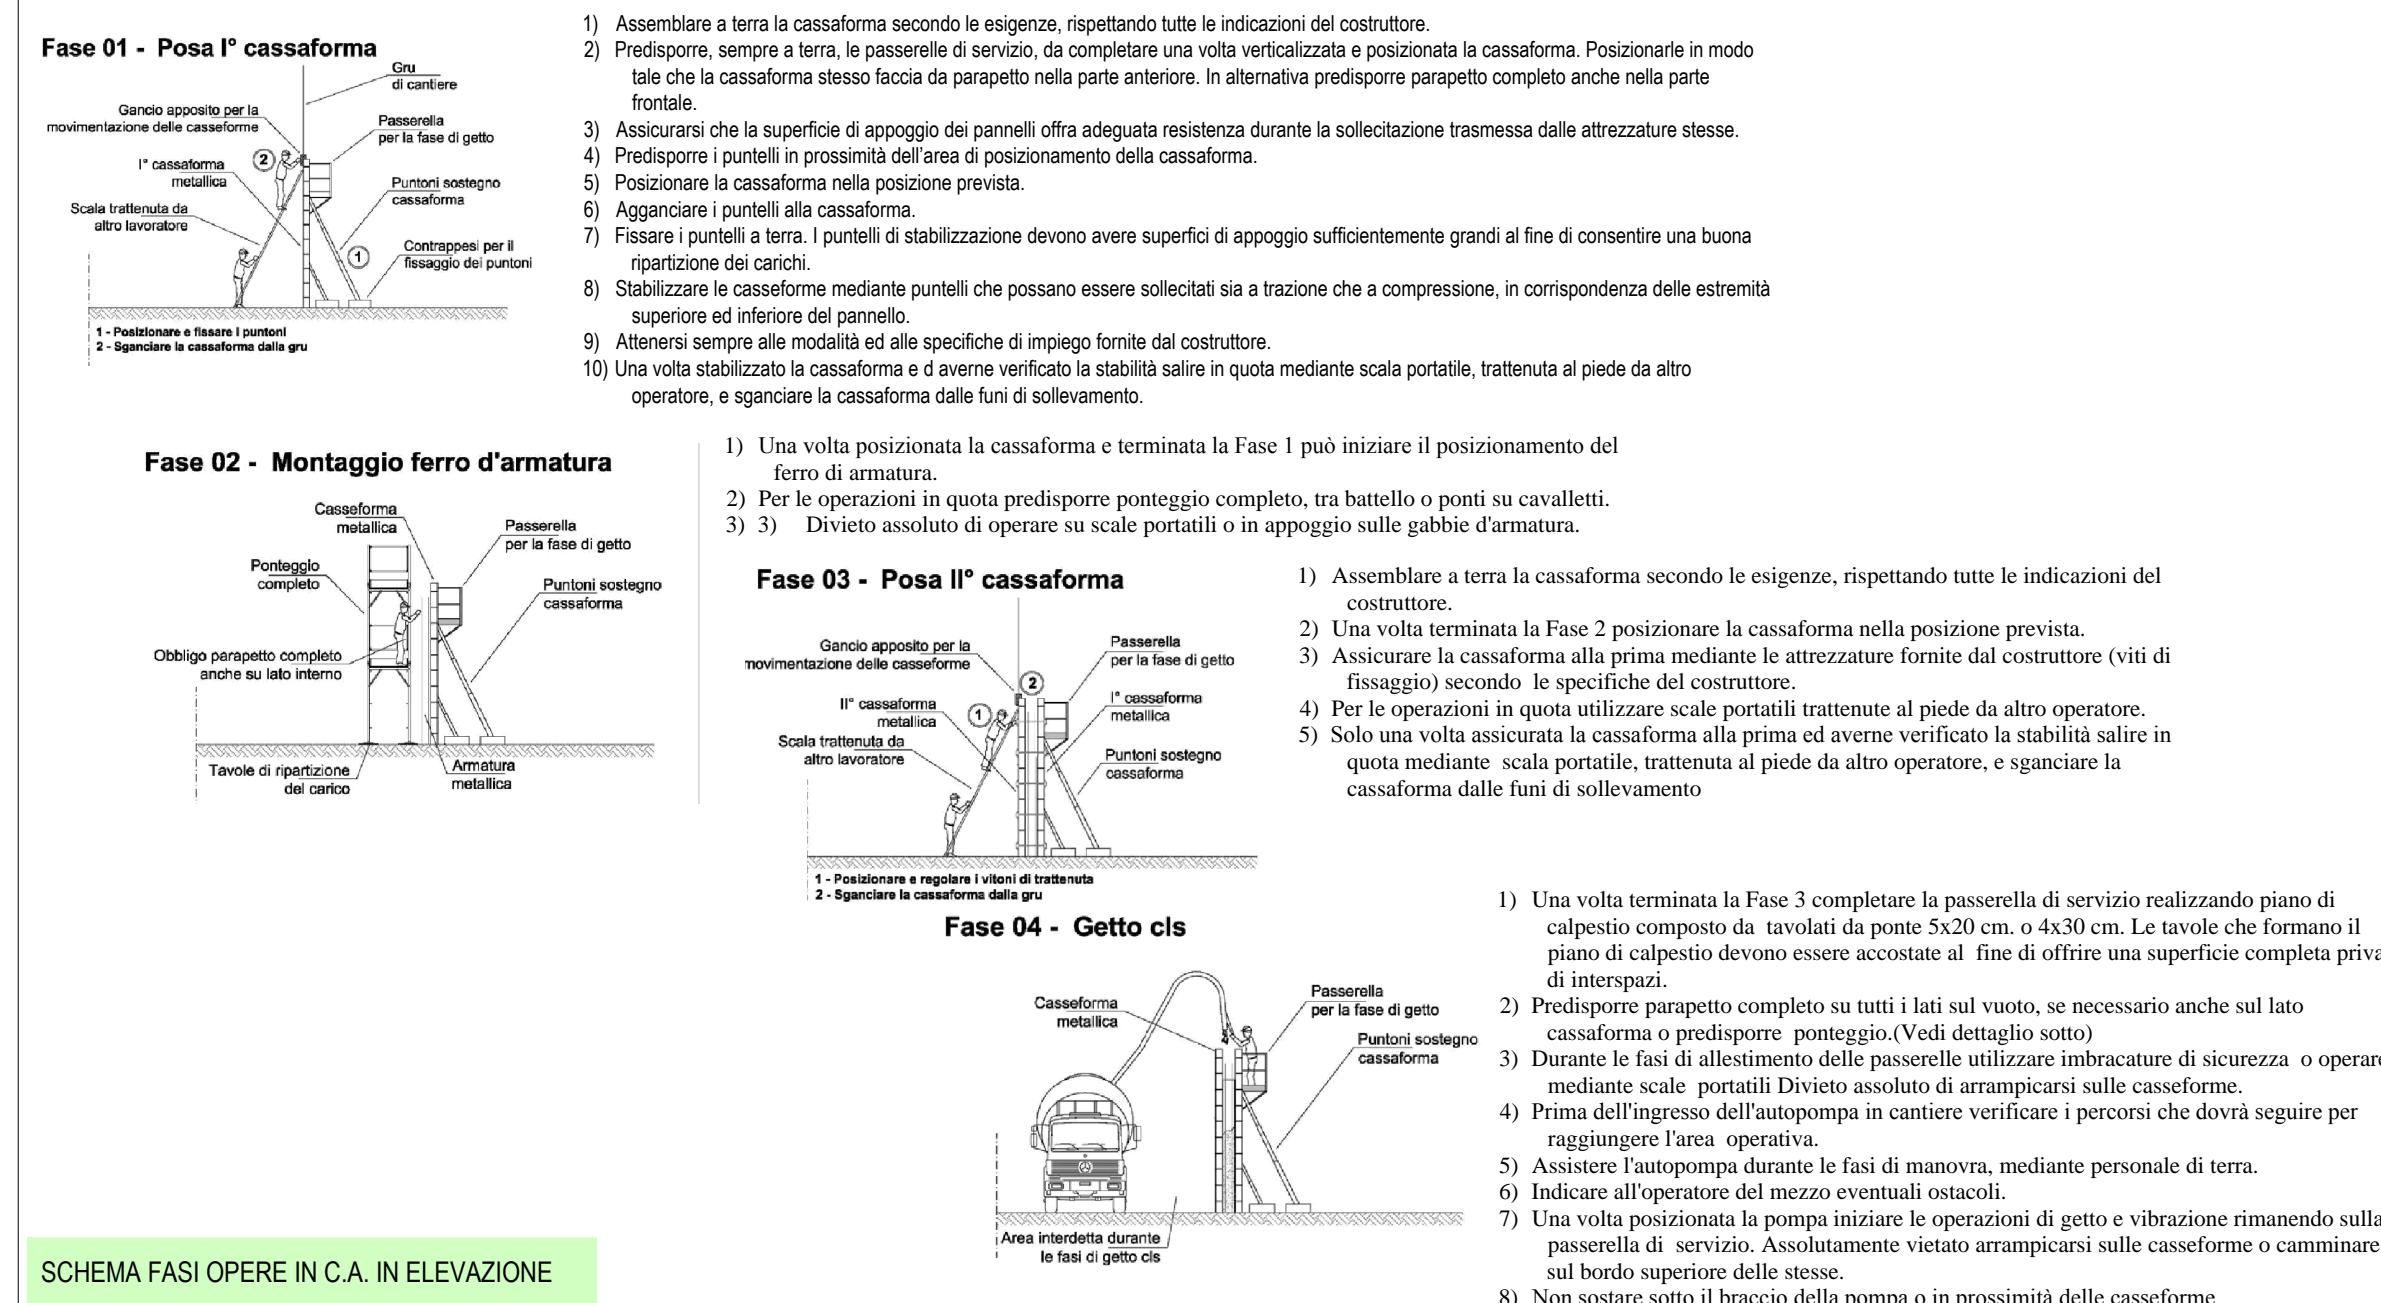 Fase 01 - Posa I° cassaforma
Gru
di cantiere
Gancio apposito per la
movimentazione delle casseforme
Passerella
per la fase di getto
2
I° cassaforma
metallica
Puntoni sostegno
cassaforma
Scala trattenuta da
altro lavoratore
1
Contrappesi per il
fissaggio dei puntoni
1 - Posizionare e fissare i puntoni
2 - Sganciare la cassaforma dalla gru
1) Assemblare a terra la cassaforma secondo le esigenze, rispettando tutte le indicazioni del costruttore.
2) Predisporre, sempre a terra, le passerelle di servizio, da completare una volta verticalizzata e posizionata la cassaforma. Posizionarle in modo
tale che la cassaforma stesso faccia da parapetto nella parte anteriore. In alternativa predisporre parapetto completo anche nella parte
frontale.
3) Assicurarsi che la superficie di appoggio dei pannelli offra adeguata resistenza durante la sollecitazione trasmessa dalle attrezzature stesse.
4) Predisporre i puntelli in prossimità dell'area di posizionamento della cassaforma.
5) Posizionare la cassaforma nella posizione prevista.
6) Agganciare i puntelli alla cassaforma.
7) Fissare i puntelli a terra. I puntelli di stabilizzazione devono avere superfici di appoggio sufficientemente grandi al fine di consentire una buona
ripartizione dei carichi.
8) Stabilizzare le casseforme mediante puntelli che possano essere sollecitati sia a trazione che a compressione, in corrispondenza delle estremità
superiore ed inferiore del pannello.
9) Attenersi sempre alle modalità ed alle specifiche di impiego fornite dal costruttore.
10) Una volta stabilizzato la cassaforma e d averne verificato la stabilità salire in quota mediante scala portatile, trattenuta al piede da altro
operatore, e sganciare la cassaforma dalle funi di sollevamento.
Fase 02 - Montaggio ferro d'armatura
Casseforma
metallica
Passerella
per la fase di getto
Ponteggio
completo
Puntoni sostegno
cassaforma
Obbligo parapetto completo
anche su lato interno
Tavole di ripartizione
del carico
Armatura
metallica
1) Una volta posizionata la cassaforma e terminata la Fase 1 può iniziare il posizionamento del
ferro di armatura.
2) Per le operazioni in quota predisporre ponteggio completo, tra battello o ponti su cavalletti.
3) 3) Divieto assoluto di operare su scale portatili o in appoggio sulle gabbie d'armatura.
Fase 03 - Posa II° cassaforma
Gancio apposito per la
movimentazione delle casseforme
Passerella
per la fase di getto
2
II° cassaforma
metallica
1
I° cassaforma
metallica
Scala trattenuta da
altro lavoratore
Puntoni sostegno
cassaforma
1 - Posizionare e regolare i vitoni di trattenuta
2 - Sganciare la cassaforma dalla gru
1) Assemblare a terra la cassaforma secondo le esigenze, rispettando tutte le indicazioni del
costruttore.
2) Una volta terminata la Fase 2 posizionare la cassaforma nella posizione prevista.
3) Assicurare la cassaforma alla prima mediante le attrezzature fornite dal costruttore (viti di
fissaggio) secondo le specifiche del costruttore.
4) Per le operazioni in quota utilizzare scale portatili trattenute al piede da altro operatore.
5) Solo una volta assicurata la cassaforma alla prima ed averne verificato la stabilità salire in
quota mediante scala portatile, trattenuta al piede da altro operatore, e sganciare la
cassaforma dalle funi di sollevamento
Fase 04 - Getto cls
Casseforma
metallica
Passerella
per la fase di getto
Puntoni sostegno
cassaforma
Area interdetta durante
le fasi di getto cls
1) Una volta terminata la Fase 3 completare la passerella di servizio realizzando piano di
calpestio composto da tavolati da ponte 5x20 cm. o 4x30 cm. Le tavole che formano il
piano di calpestio devono essere accostate al fine di offrire una superficie completa priva
di interspazi.
2) Predisporre parapetto completo su tutti i lati sul vuoto, se necessario anche sul lato
cassaforma o predisporre ponteggio.(Vedi dettaglio sotto)
3) Durante le fasi di allestimento delle passerelle utilizzare imbracature di sicurezza o operare
mediante scale portatili Divieto assoluto di arrampicarsi sulle casseforme.
4) Prima dell'ingresso dell'autopompa in cantiere verificare i percorsi che dovrà seguire per
raggiungere l'area operativa.
5) Assistere l'autopompa durante le fasi di manovra, mediante personale di terra.
6) Indicare all'operatore del mezzo eventuali ostacoli.
7) Una volta posizionata la pompa iniziare le operazioni di getto e vibrazione rimanendo sulla
passerella di servizio. Assolutamente vietato arrampicarsi sulle casseforme o camminare
sul bordo superiore delle stesse.
8) Non sostare sotto il braccio della pompa o in prossimità delle casseforme
SCHEMA FASI OPERE IN C.A. IN ELEVAZIONE